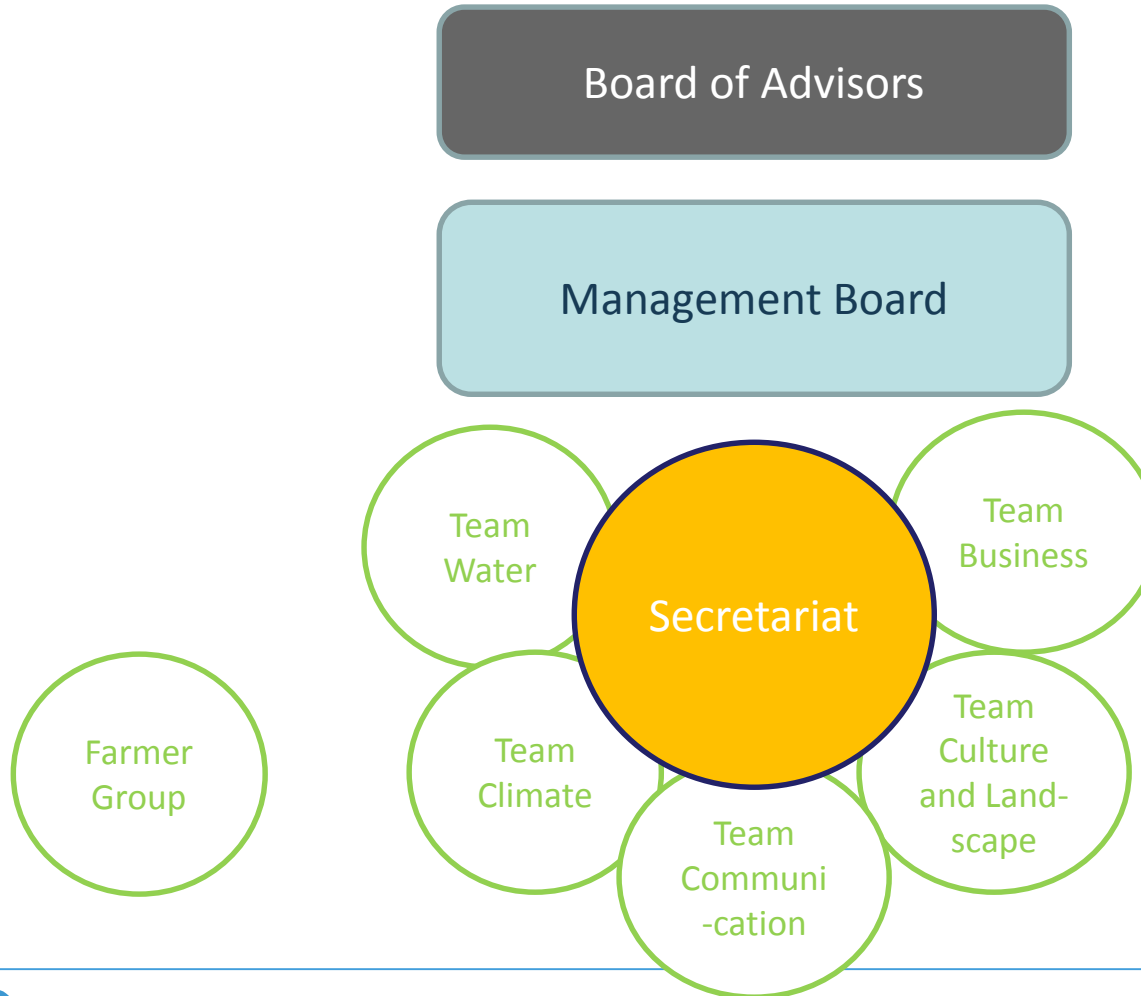 Board of Advisors
Management Board
Team
Water
Team
Business
Secretariat
Farmer
Group
Team
Climate
Team
Culture
and Land-
scape
Team
Communi
-cation